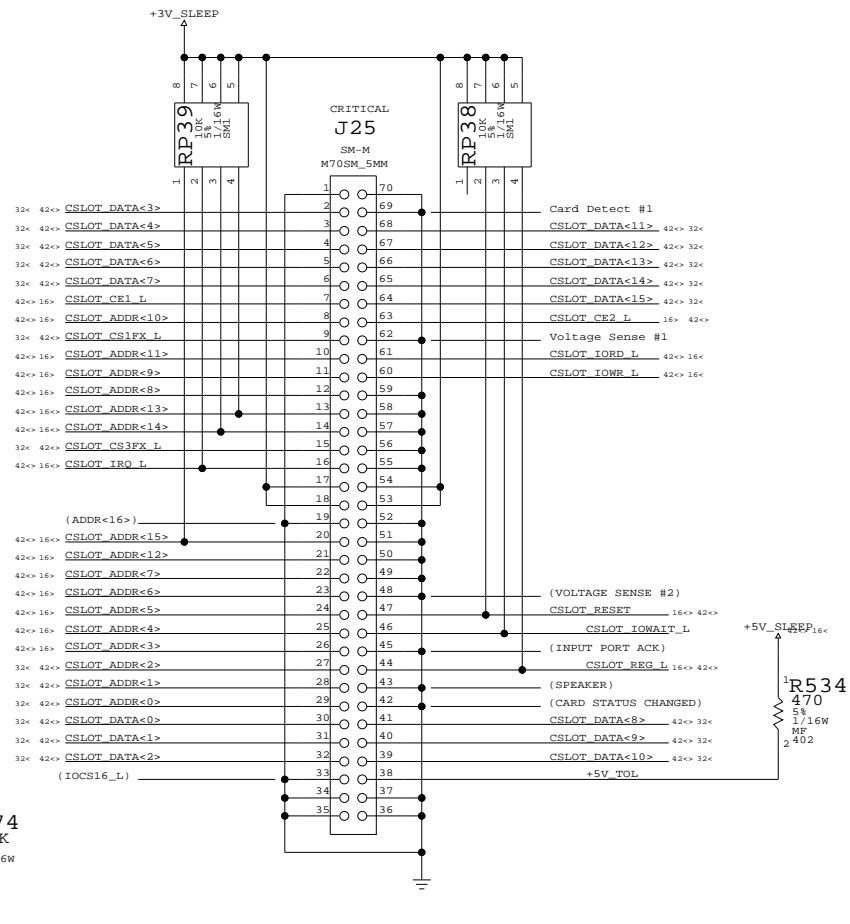 +3V_SLEEP
8 7 6 5
RP39
10K
5%
1/16W
SM1
1 2 3 4
CRITICAL
J25
SM-M
M70SM_5MM
8 7 6 5
RP38
10K
5%
1/16W
SM1
1 2 3 4
1 70
32< 42<> CSLOT_DATA<3> 2 69 Card Detect #1
32< 42<> CSLOT_DATA<4> 3 68 CSLOT_DATA<11> 42<> 32<
32< 42<> CSLOT_DATA<5> 4 67 CSLOT_DATA<12> 42<> 32<
32< 42<> CSLOT_DATA<6> 5 66 CSLOT_DATA<13> 42<> 32<
32< 42<> CSLOT_DATA<7> 6 65 CSLOT_DATA<14> 42<> 32<
42<> 16> CSLOT_CE1_L 7 64 CSLOT_DATA<15> 42<> 32<
42<> 16> CSLOT_ADDR<10> 8 63 CSLOT_CE2_L 16> 42<>
32< 42<> CSLOT_CS1FX_L 9 62 Voltage Sense #1
42<> 16> CSLOT_ADDR<11> 10 61 CSLOT_IORD_L 42<> 16<
42<> 16> CSLOT_ADDR<9> 11 60 CSLOT_IOWR_L 42<> 16<
42<> 16> CSLOT_ADDR<8> 12 59
42<> 16<> CSLOT_ADDR<13> 13 58
42<> 16<> CSLOT_ADDR<14> 14 57
32< 42<> CSLOT_CS3FX_L 15 56
42<> 16<> CSLOT_IRQ_L 16 55
17 54
18 53
(ADDR<16>) 19 52
42<> 16<> CSLOT_ADDR<15> 20 51
42<> 16> CSLOT_ADDR<12> 21 50
42<> 16> CSLOT_ADDR<7> 22 49
42<> 16> CSLOT_ADDR<6> 23 48 (VOLTAGE SENSE #2)
42<> 16> CSLOT_ADDR<5> 24 47 CSLOT_RESET 16<> 42<>
42<> 16> CSLOT_ADDR<4> 25 46 CSLOT_IOWAIT_L 16<
42<> 16> CSLOT_ADDR<3> 26 45 (INPUT PORT ACK)
32< 42<> CSLOT_ADDR<2> 27 44 CSLOT_REG_L 16<> 42<>
32< 42<> CSLOT_ADDR<1> 28 43 (SPEAKER)
32< 42<> CSLOT_ADDR<0> 29 42 (CARD STATUS CHANGED)
32< 42<> CSLOT_DATA<0> 30 41 CSLOT_DATA<8> 42<> 32<
32< 42<> CSLOT_DATA<1> 31 40 CSLOT_DATA<9> 42<> 32<
32< 42<> CSLOT_DATA<2> 32 39 CSLOT_DATA<10> 42<> 32<
(IOCS16_L) 33 38 +5V_TOL
34 37
35 36
+5V_SLEEP
1
R534
470
5%
1/16W
MF
402
2
74
K
6W